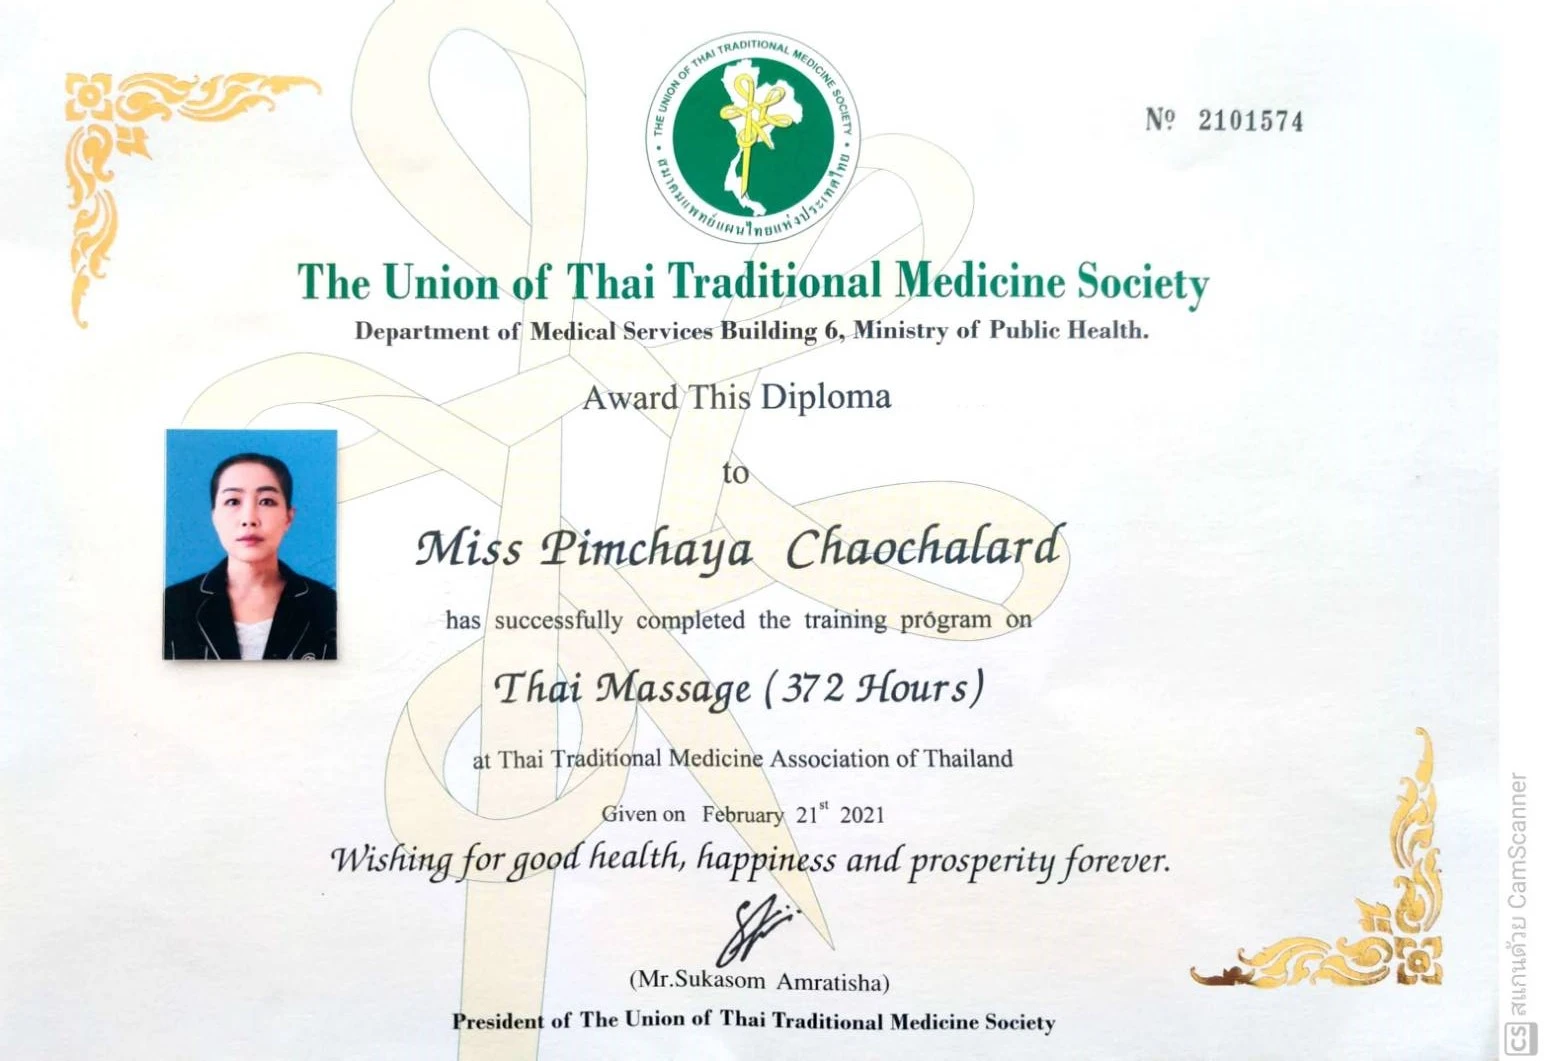 THE UNION OF THAI TRADITIONAL MEDICINE SOCIETY
สมาคมแพทย์แผนไทยแห่งประเทศไทย
Nº 2101574
The Union of Thai Traditional Medicine Society
Department of Medical Services Building 6, Ministry of Public Health.
Award This Diploma
to
Miss Pimchaya Chaochalard
has successfully completed the training program on
Thai Massage (372 Hours)
at Thai Traditional Medicine Association of Thailand
Given on February 21st 2021
Wishing for good health, happiness and prosperity forever.
(Mr.Sukasom Amratisha)
President of The Union of Thai Traditional Medicine Society
CS สแกนด้วย CamScanner